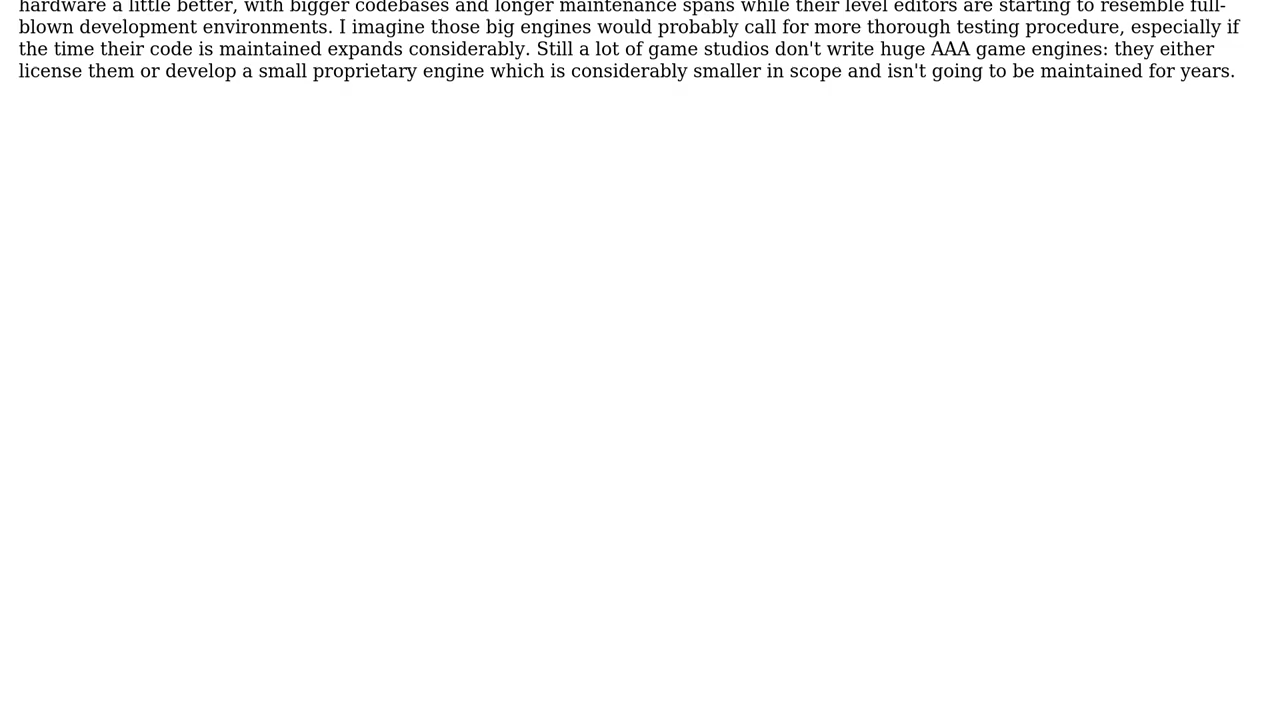 hardware a little better, with bigger codebases and longer maintenance spans while their level editors are starting to resemble full-
blown development environments. I imagine those big engines would probably call for more thorough testing procedure, especially if
the time their code is maintained expands considerably. Still a lot of game studios don't write huge AAA game engines: they either
license them or develop a small proprietary engine which is considerably smaller in scope and isn't going to be maintained for years.